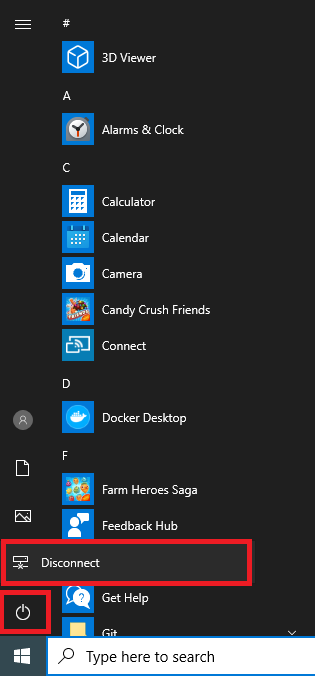 #
3D Viewer
A
Alarms & Clock
C
Calculator
Calendar
Camera
Candy Crush Friends
Connect
D
Docker Desktop
F
Farm Heroes Saga
Feedback Hub
Disconnect
Get Help
Git
Type here to search